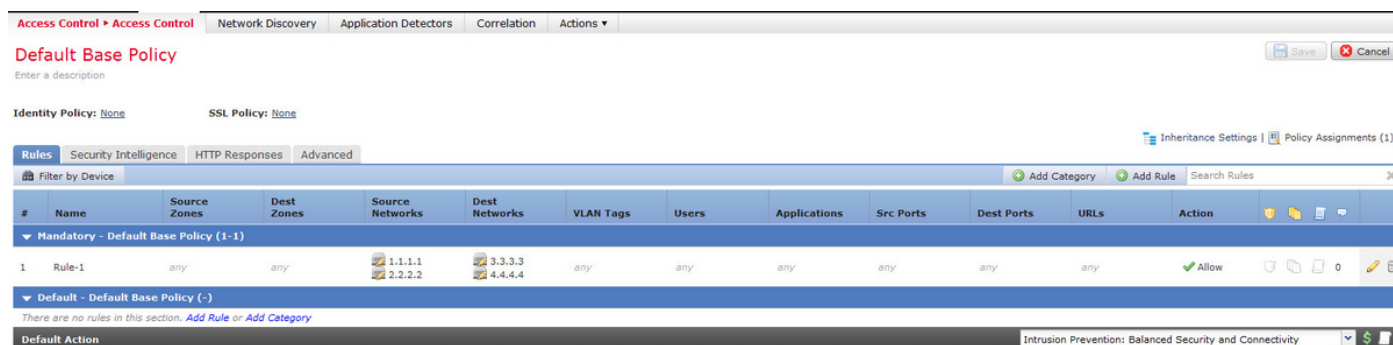 Access Control ▸ Access Control Network Discovery Application Detectors Correlation Actions ▾
Default Base Policy
Save Cancel
Enter a description
Identity Policy: None SSL Policy: None
Inheritance Settings | Policy Assignments (1)
Rules Security Intelligence HTTP Responses Advanced
Filter by Device Add Category Add Rule Search Rules
# Name Source Zones Dest Zones Source Networks Dest Networks VLAN Tags Users Applications Src Ports Dest Ports URLs Action
Mandatory - Default Base Policy (1-1)
1 Rule-1 any any 1.1.1.1 3.3.3.3 any any any any any any Allow 0
2.2.2.2 4.4.4.4
Default - Default Base Policy (-)
There are no rules in this section. Add Rule or Add Category
Default Action Intrusion Prevention: Balanced Security and Connectivity $